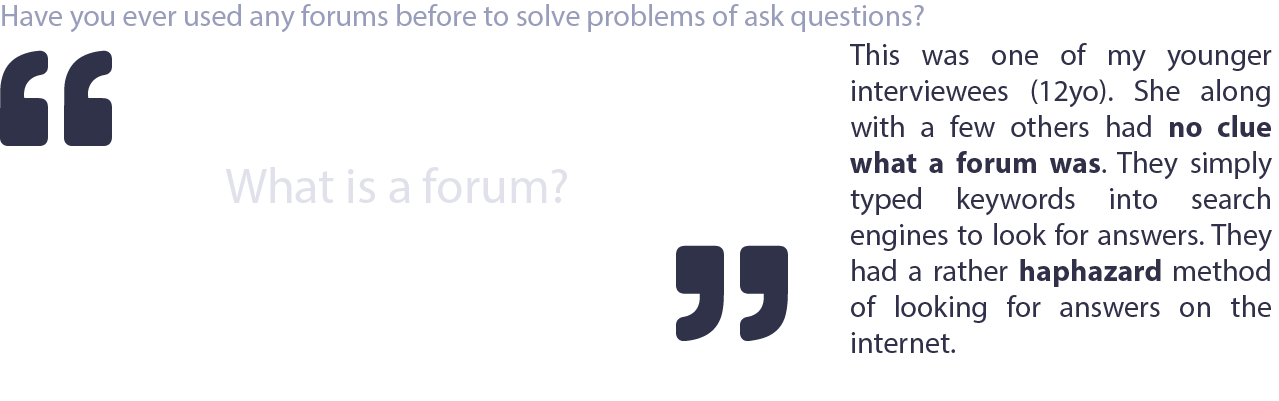 Have you ever used any forums before to solve problems of ask questions?
What is a forum?
This was one of my younger
interviewees (12yo). She along
with a few others had no clue
what a forum was. They simply
typed keywords into search
engines to look for answers. They
had a rather haphazard method
of looking for answers on the
internet.